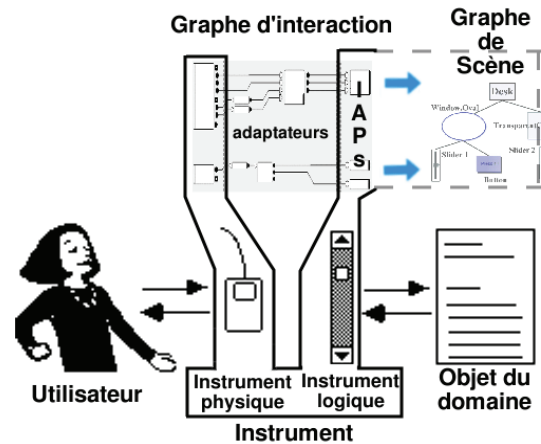 Graphe d'interaction
Graphe
de
Scène
adaptateurs
IAPs
Desk
Window.Oval
Slider 1
Slider 2
Button
Utilisateur
Instrument
physique
Instrument
logique
Objet du
domaine
Instrument